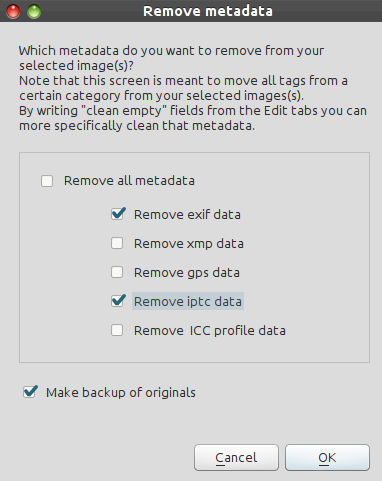 Remove metadata
Which metadata do you want to remove from your
selected image(s)?
Note that this screen is meant to move all tags from a
certain category from your selected images(s).
By writing "clean empty" fields from the Edit tabs you can
more specifically clean that metadata.
Remove all metadata
Remove exif data
Remove xmp data
Remove gps data
Remove iptc data
Remove  ICC profile data
Make backup of originals
Cancel
OK